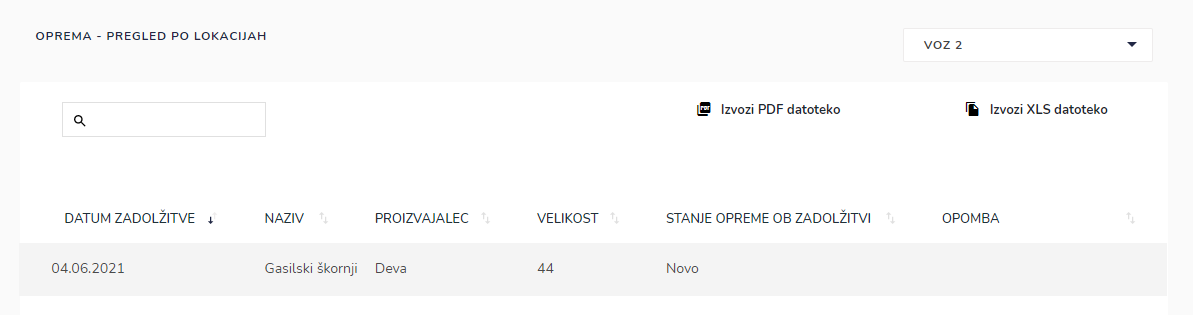 OPREMA - PREGLED PO LOKACIJAH
VOZ 2
Izvozi PDF datoteko
Izvozi XLS datoteko
DATUM ZADOLŽITVE NAZIV PROIZVAJALEC VELIKOST STANJE OPREME OB ZADOLŽITVI OPOMBA
04.06.2021 Gasilski škornji Deva 44 Novo